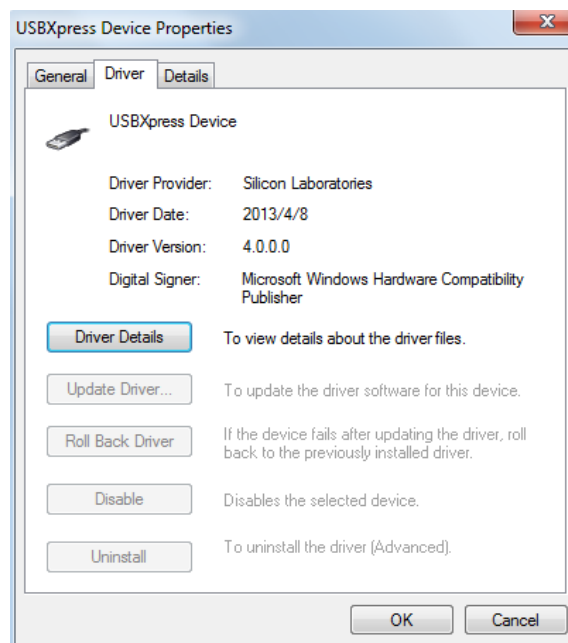 USBXpress Device Properties
General Driver Details
USBXpress Device
Driver Provider: Silicon Laboratories
Driver Date: 2013/4/8
Driver Version: 4.0.0.0
Digital Signer: Microsoft Windows Hardware Compatibility
Publisher
Driver Details To view details about the driver files.
Update Driver... To update the driver software for this device.
Roll Back Driver If the device fails after updating the driver, roll
back to the previously installed driver.
Disable Disables the selected device.
Uninstall To uninstall the driver (Advanced).
OK Cancel